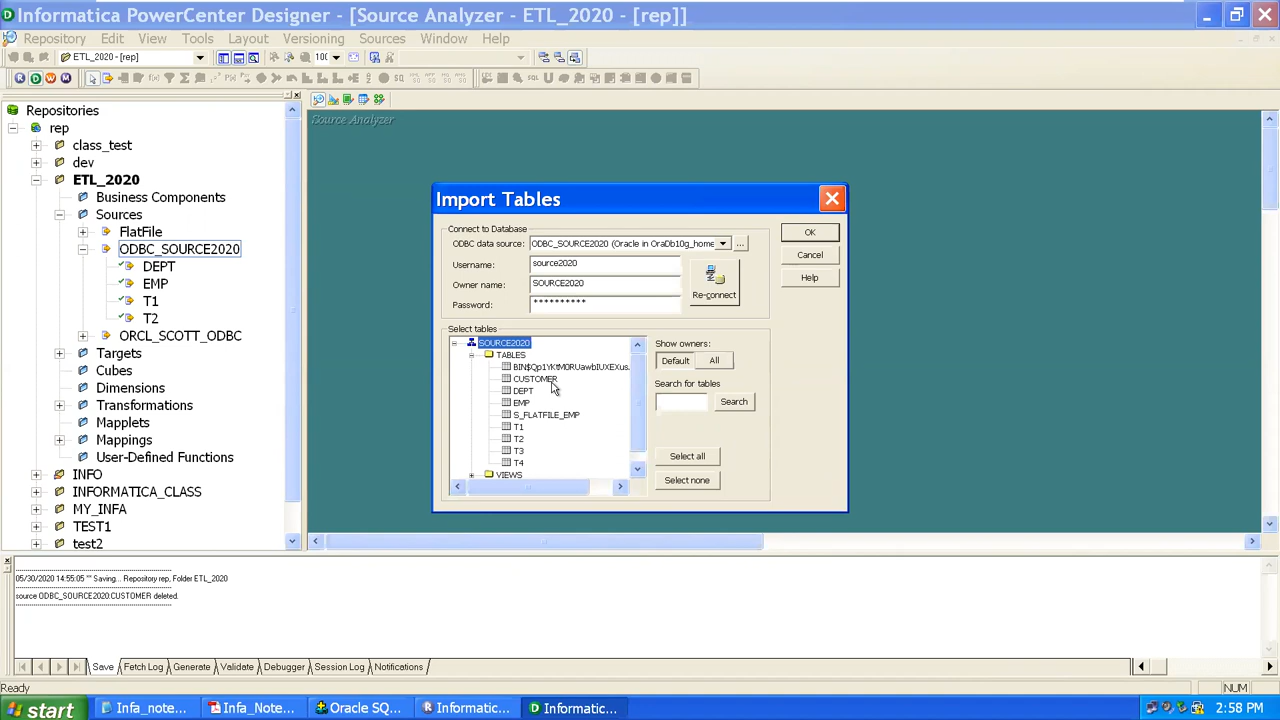 Informatica PowerCenter Designer - [Source Analyzer - ETL_2020 - [rep]]
Repository Edit View Tools Layout Versioning Sources Window Help
ETL_2020 - [rep]
Repositories
rep
class_test
dev
ETL_2020
Business Components
Sources
FlatFile
ODBC_SOURCE2020
DEPT
EMP
T1
T2
ORCL_SCOTT_ODBC
Targets
Cubes
Dimensions
Transformations
Mapplets
Mappings
User-Defined Functions
INFO
INFORMATICA_CLASS
MY_INFA
TEST1
test2
Source Analyzer
Import Tables
Connect to Database
ODBC data source: ODBC_SOURCE2020 (Oracle in OraDb10g_home ...
Username: source2020
Owner name: SOURCE2020
Password: **********
Re-connect
OK
Cancel
Help
Select tables
SOURCE2020
TABLES
CUSTOMER
DEPT
EMP
S_FLATFILE_EMP
T1
T2
T3
T4
VIEWS
Show owners:
Default All
Search for tables
Search
Select all
Select none
05/30/2020 14:55:05 ** Saving... Repository rep, Folder ETL_2020
source ODBC_SOURCE2020:CUSTOMER deleted.
Save Fetch Log Generate Validate Debugger Session Log Notifications
Ready
NUM
start Infa_note... Infa_Note... Oracle SQ... Informatic... Informatic... 2:58 PM